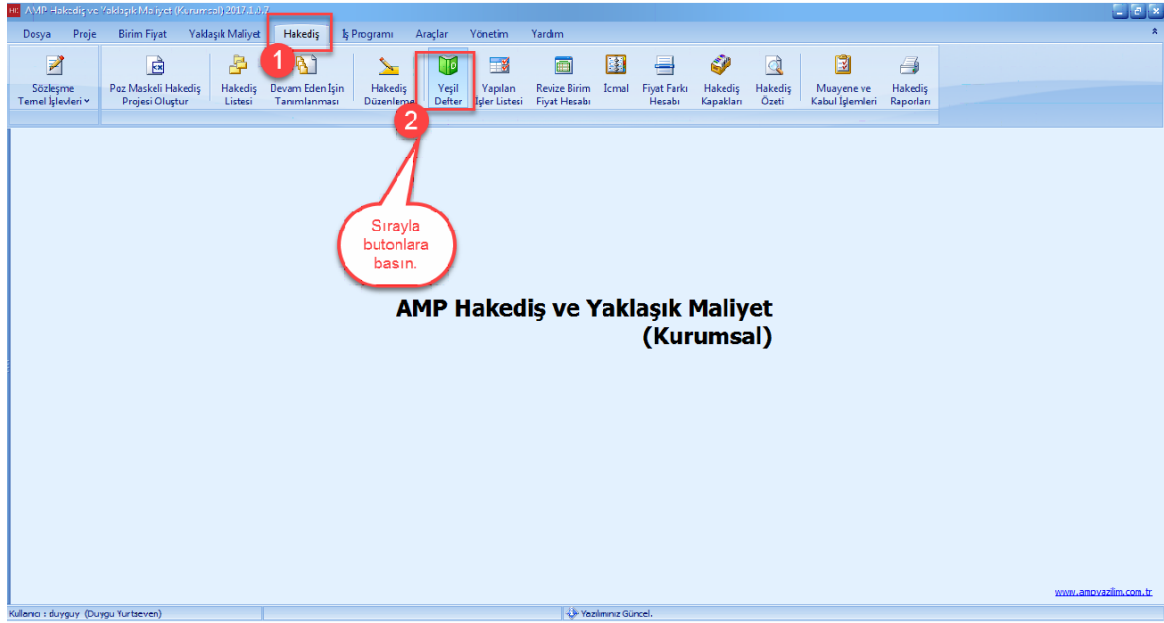 AMP Hakediş ve Yaklaşık Maliyet (Kurumsal) 2017.1.0.7
Dosya Proje Birim Fiyat Yaklaşık Maliyet Hakediş İş Programı Araçlar Yönetim Yardım
1
Sözleşme
Temel İşlevleri
Poz Maskeli Hakediş
Projesi Oluştur
Hakediş
Listesi
Devam Eden İşin
Tanımlanması
Hakediş
Düzenleme
Yeşil
Defter
Yapılan
İşler Listesi
Revize Birim
Fiyat Hesabı
Icmal
Fiyat Farkı
Hesabı
Hakediş
Kapakları
Hakediş
Özeti
Muayene ve
Kabul İşlemleri
Hakediş
Raporları
2
Sırayla
butonlara
basın.
AMP Hakediş ve Yaklaşık Maliyet
(Kurumsal)
www.ampyazilim.com.tr
Kullanıcı : duyguy (Duygu Yurtseven)
Yazılımınız Güncel.